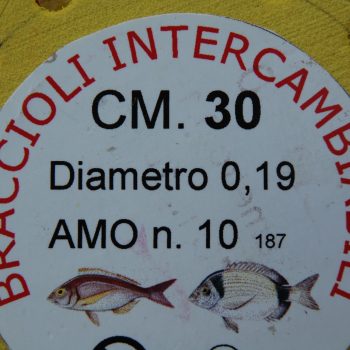 BRACCIOLI INTERCAMBIABILI
CM. 30
Diametro 0,19
AMO n. 10 187